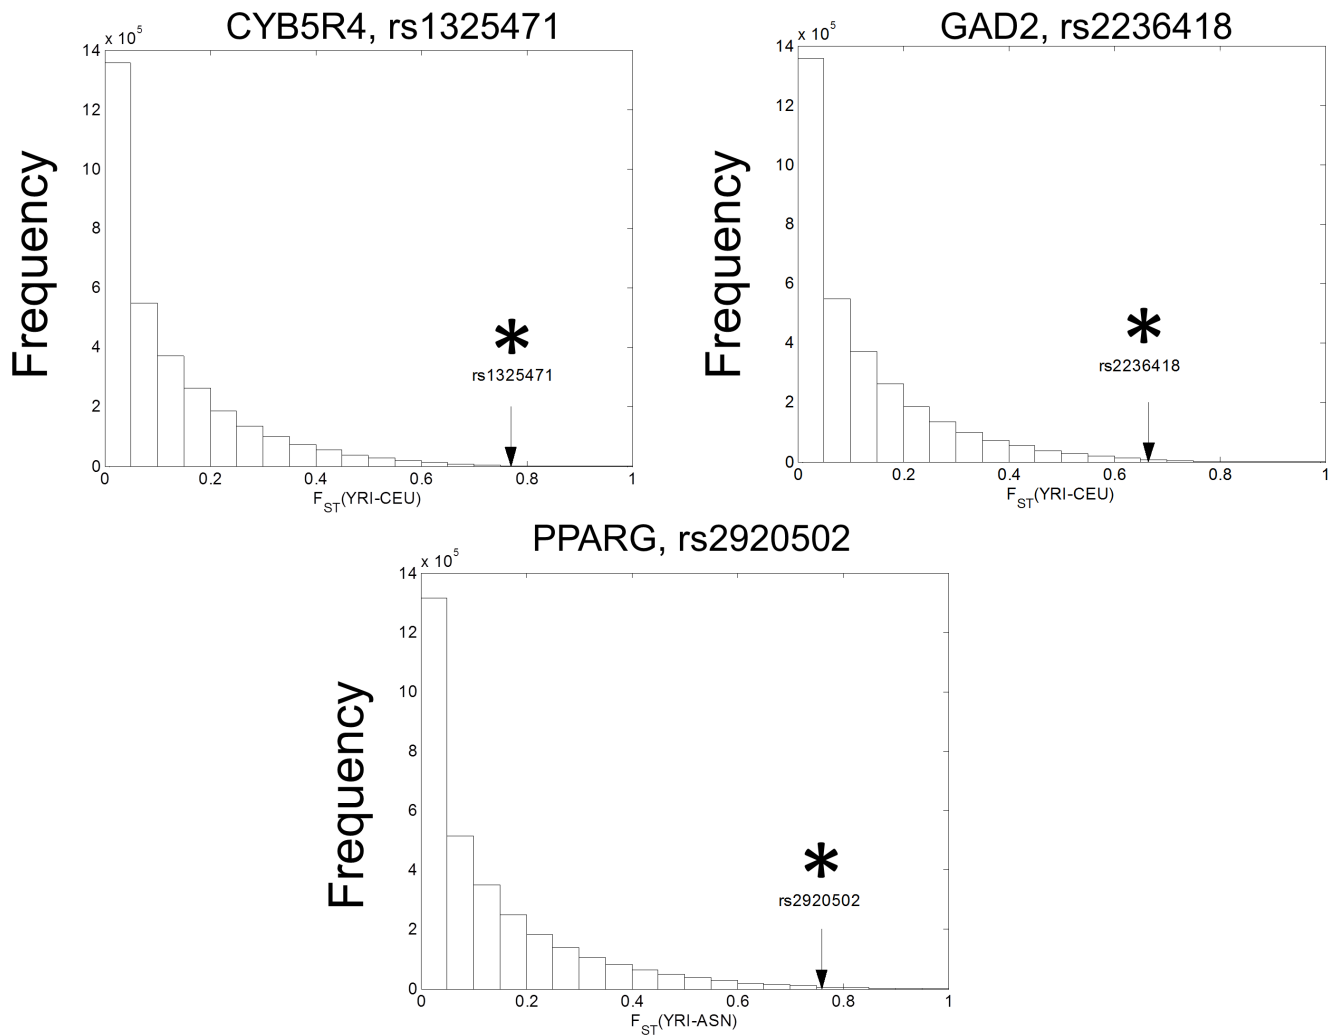 CYB5R4, rs1325471
x 10^5
14
12
10
8
6
4
2
0
Frequency
*
rs1325471
0 0.2 0.4 0.6 0.8 1
F_ST(YRI-CEU)
GAD2, rs2236418
x 10^5
14
12
10
8
6
4
2
0
Frequency
*
rs2236418
0 0.2 0.4 0.6 0.8 1
F_ST(YRI-CEU)
PPARG, rs2920502
x 10^5
14
12
10
8
6
4
2
0
Frequency
*
rs2920502
0 0.2 0.4 0.6 0.8 1
F_ST(YRI-ASN)